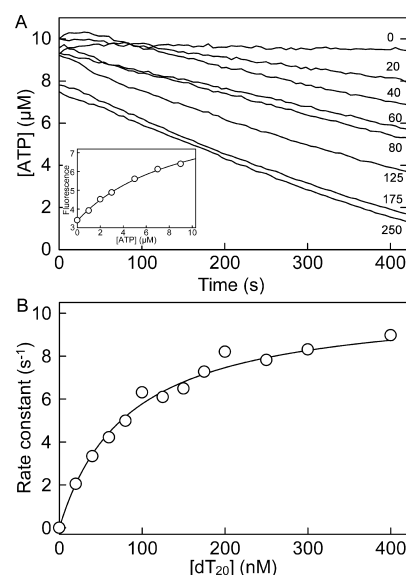 A
10
8
6
4
2
0
[ATP] (µM)
0
20
40
60
80
125
175
250
Fluorescence
7
6
5
4
3
0 2 4 6 8 10
[ATP] (µM)
0 100 200 300 400
Time (s)
B
10
8
6
4
2
0
Rate constant (s⁻¹)
0 100 200 300 400
[dT₂₀] (nM)